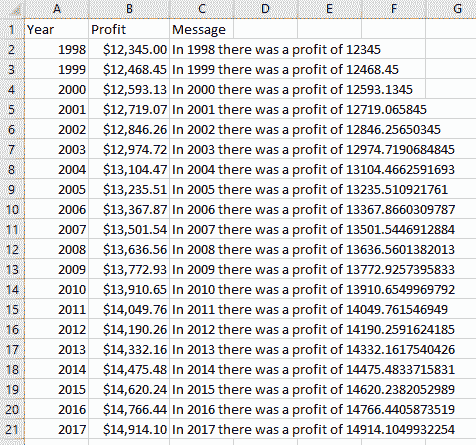 A B C D E F G
1 Year Profit Message
2 1998 $12,345.00 In 1998 there was a profit of 12345
3 1999 $12,468.45 In 1999 there was a profit of 12468.45
4 2000 $12,593.13 In 2000 there was a profit of 12593.1345
5 2001 $12,719.07 In 2001 there was a profit of 12719.065845
6 2002 $12,846.26 In 2002 there was a profit of 12846.25650345
7 2003 $12,974.72 In 2003 there was a profit of 12974.7190684845
8 2004 $13,104.47 In 2004 there was a profit of 13104.4662591693
9 2005 $13,235.51 In 2005 there was a profit of 13235.510921761
10 2006 $13,367.87 In 2006 there was a profit of 13367.8660309787
11 2007 $13,501.54 In 2007 there was a profit of 13501.5446912884
12 2008 $13,636.56 In 2008 there was a profit of 13636.5601382013
13 2009 $13,772.93 In 2009 there was a profit of 13772.9257395833
14 2010 $13,910.65 In 2010 there was a profit of 13910.6549969792
15 2011 $14,049.76 In 2011 there was a profit of 14049.761546949
16 2012 $14,190.26 In 2012 there was a profit of 14190.2591624185
17 2013 $14,332.16 In 2013 there was a profit of 14332.1617540426
18 2014 $14,475.48 In 2014 there was a profit of 14475.4833715831
19 2015 $14,620.24 In 2015 there was a profit of 14620.2382052989
20 2016 $14,766.44 In 2016 there was a profit of 14766.4405873519
21 2017 $14,914.10 In 2017 there was a profit of 14914.1049932254